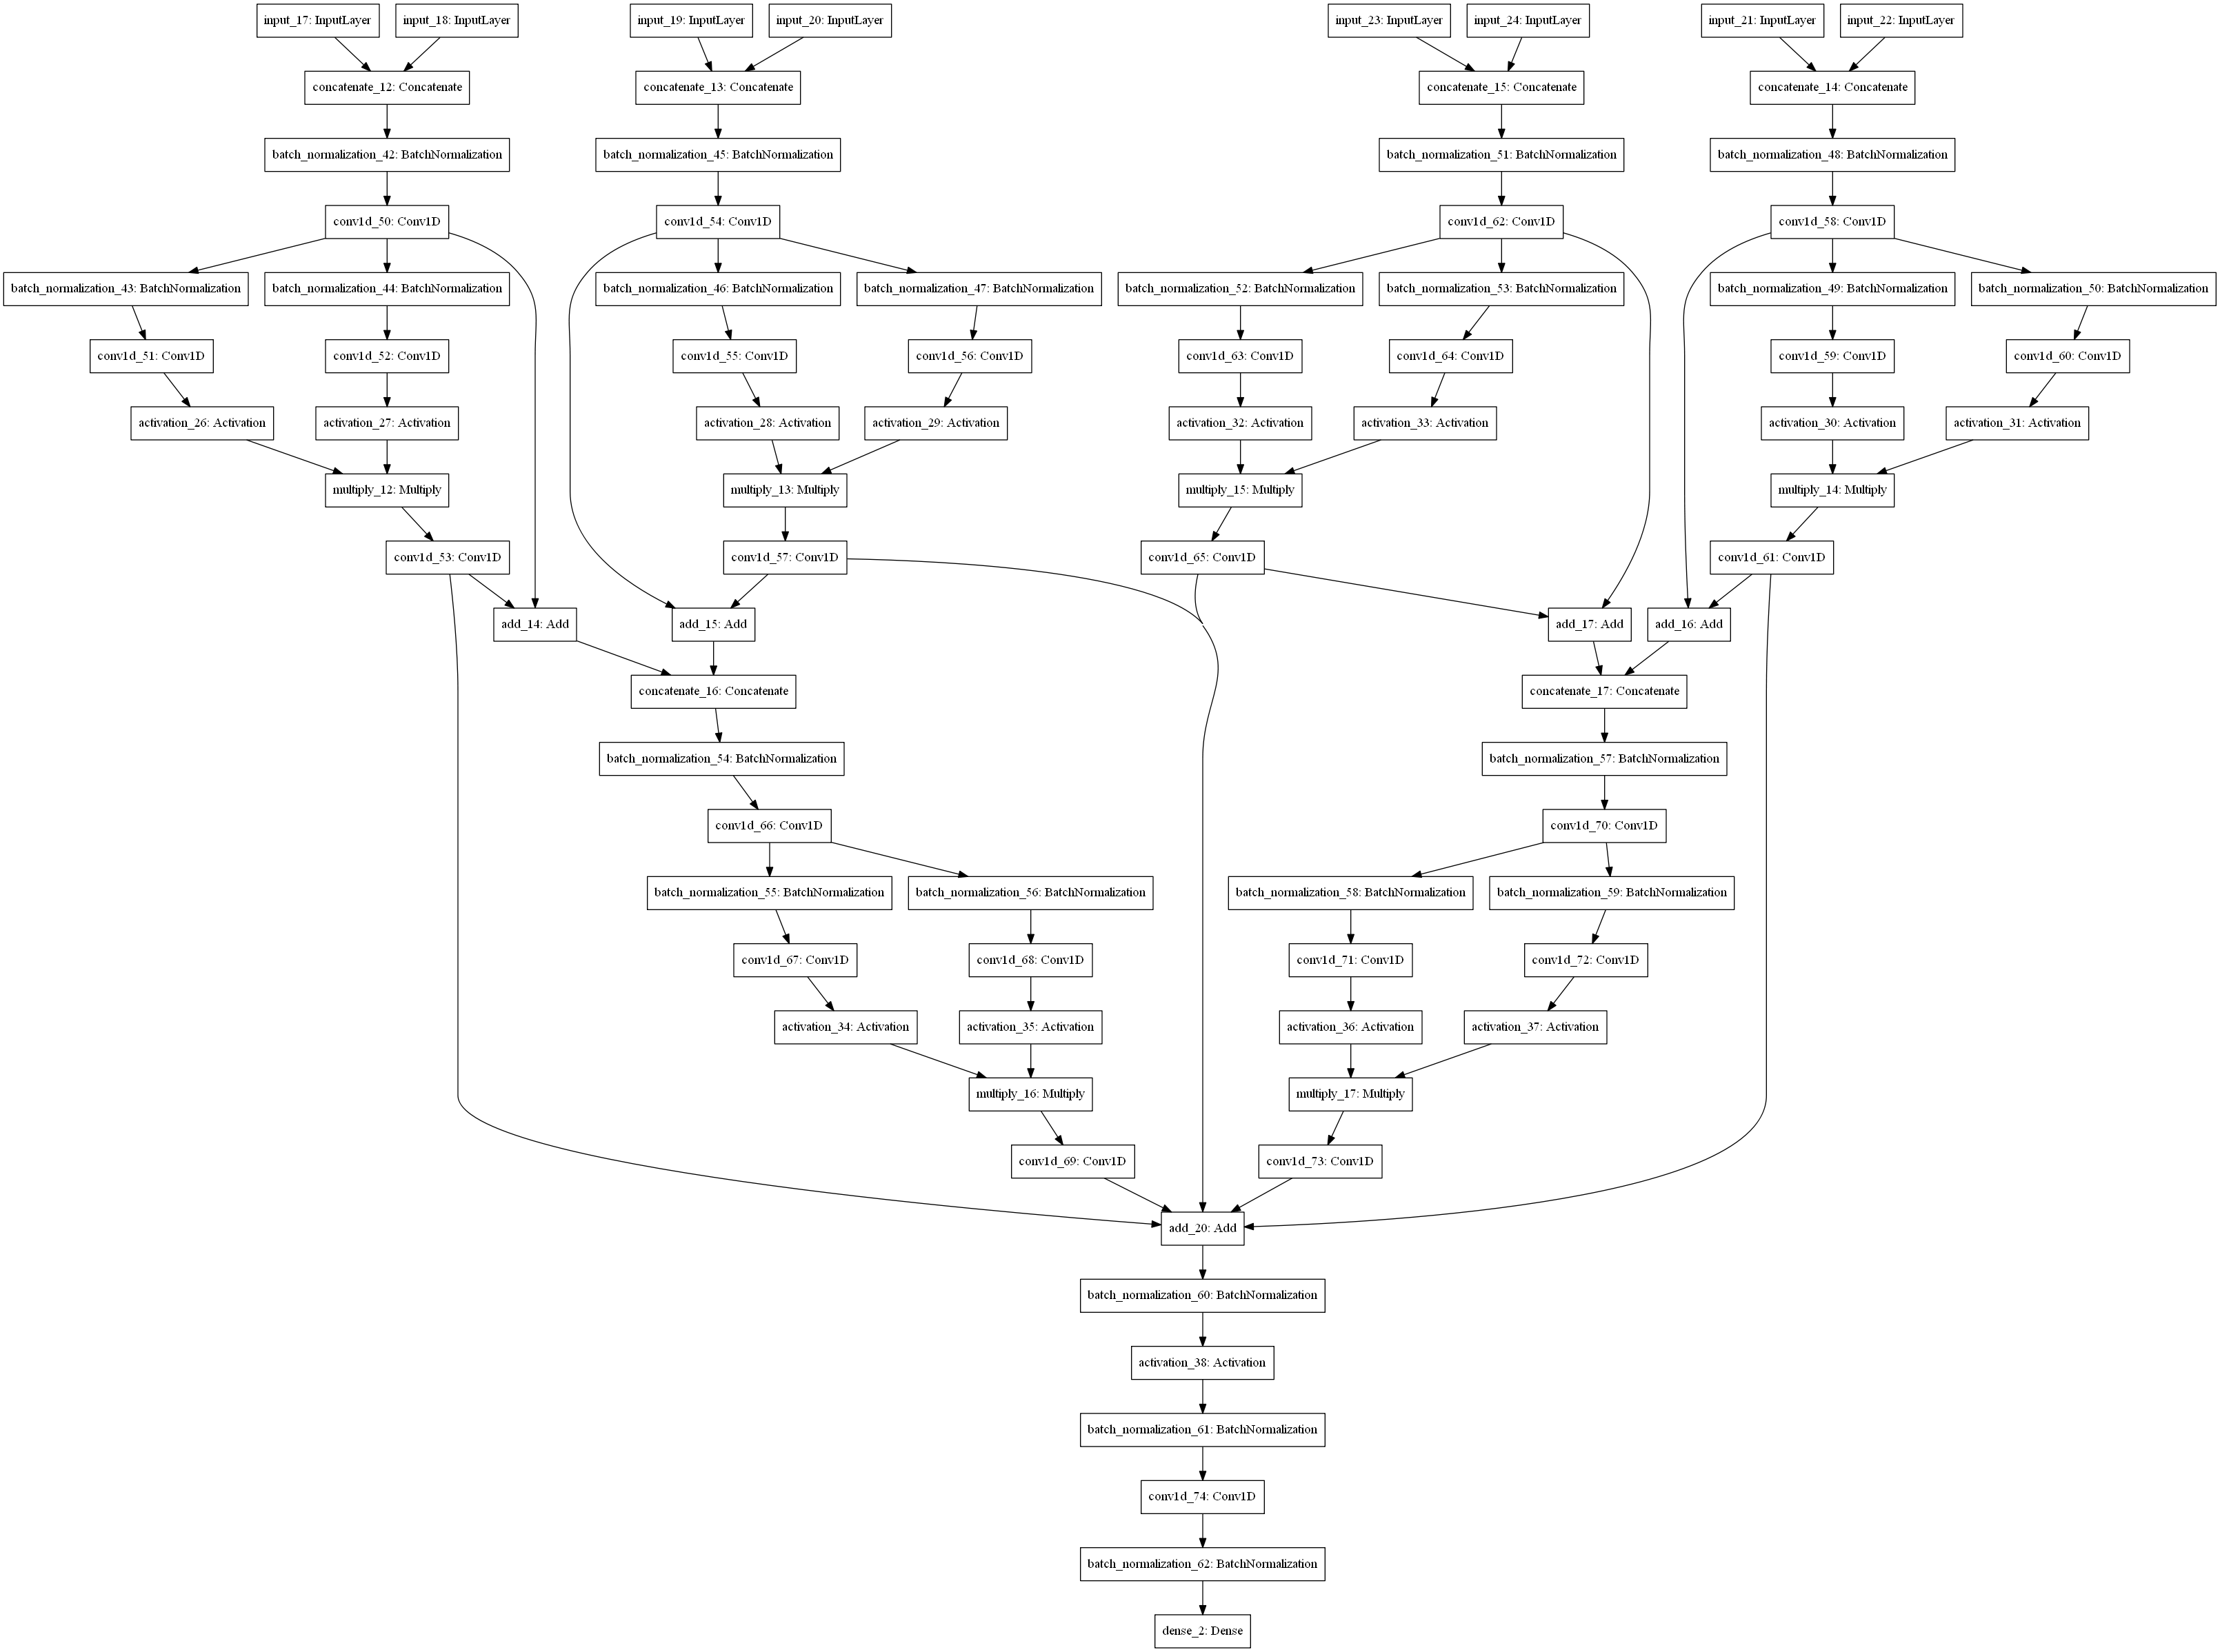 input_17: InputLayer
input_18: InputLayer
input_19: InputLayer
input_20: InputLayer
input_23: InputLayer
input_24: InputLayer
input_21: InputLayer
input_22: InputLayer
concatenate_12: Concatenate
concatenate_13: Concatenate
concatenate_15: Concatenate
concatenate_14: Concatenate
batch_normalization_42: BatchNormalization
batch_normalization_45: BatchNormalization
batch_normalization_51: BatchNormalization
batch_normalization_48: BatchNormalization
conv1d_50: Conv1D
conv1d_54: Conv1D
conv1d_62: Conv1D
conv1d_58: Conv1D
batch_normalization_43: BatchNormalization
batch_normalization_44: BatchNormalization
batch_normalization_46: BatchNormalization
batch_normalization_47: BatchNormalization
batch_normalization_52: BatchNormalization
batch_normalization_53: BatchNormalization
batch_normalization_49: BatchNormalization
batch_normalization_50: BatchNormalization
conv1d_51: Conv1D
conv1d_52: Conv1D
conv1d_55: Conv1D
conv1d_56: Conv1D
conv1d_63: Conv1D
conv1d_64: Conv1D
conv1d_59: Conv1D
conv1d_60: Conv1D
activation_26: Activation
activation_27: Activation
activation_28: Activation
activation_29: Activation
activation_32: Activation
activation_33: Activation
activation_30: Activation
activation_31: Activation
multiply_12: Multiply
multiply_13: Multiply
multiply_15: Multiply
multiply_14: Multiply
conv1d_53: Conv1D
conv1d_57: Conv1D
conv1d_65: Conv1D
conv1d_61: Conv1D
add_14: Add
add_15: Add
add_17: Add
add_16: Add
concatenate_16: Concatenate
concatenate_17: Concatenate
batch_normalization_54: BatchNormalization
batch_normalization_57: BatchNormalization
conv1d_66: Conv1D
conv1d_70: Conv1D
batch_normalization_55: BatchNormalization
batch_normalization_56: BatchNormalization
batch_normalization_58: BatchNormalization
batch_normalization_59: BatchNormalization
conv1d_67: Conv1D
conv1d_68: Conv1D
conv1d_71: Conv1D
conv1d_72: Conv1D
activation_34: Activation
activation_35: Activation
activation_36: Activation
activation_37: Activation
multiply_16: Multiply
multiply_17: Multiply
conv1d_69: Conv1D
conv1d_73: Conv1D
add_20: Add
batch_normalization_60: BatchNormalization
activation_38: Activation
batch_normalization_61: BatchNormalization
conv1d_74: Conv1D
batch_normalization_62: BatchNormalization
dense_2: Dense